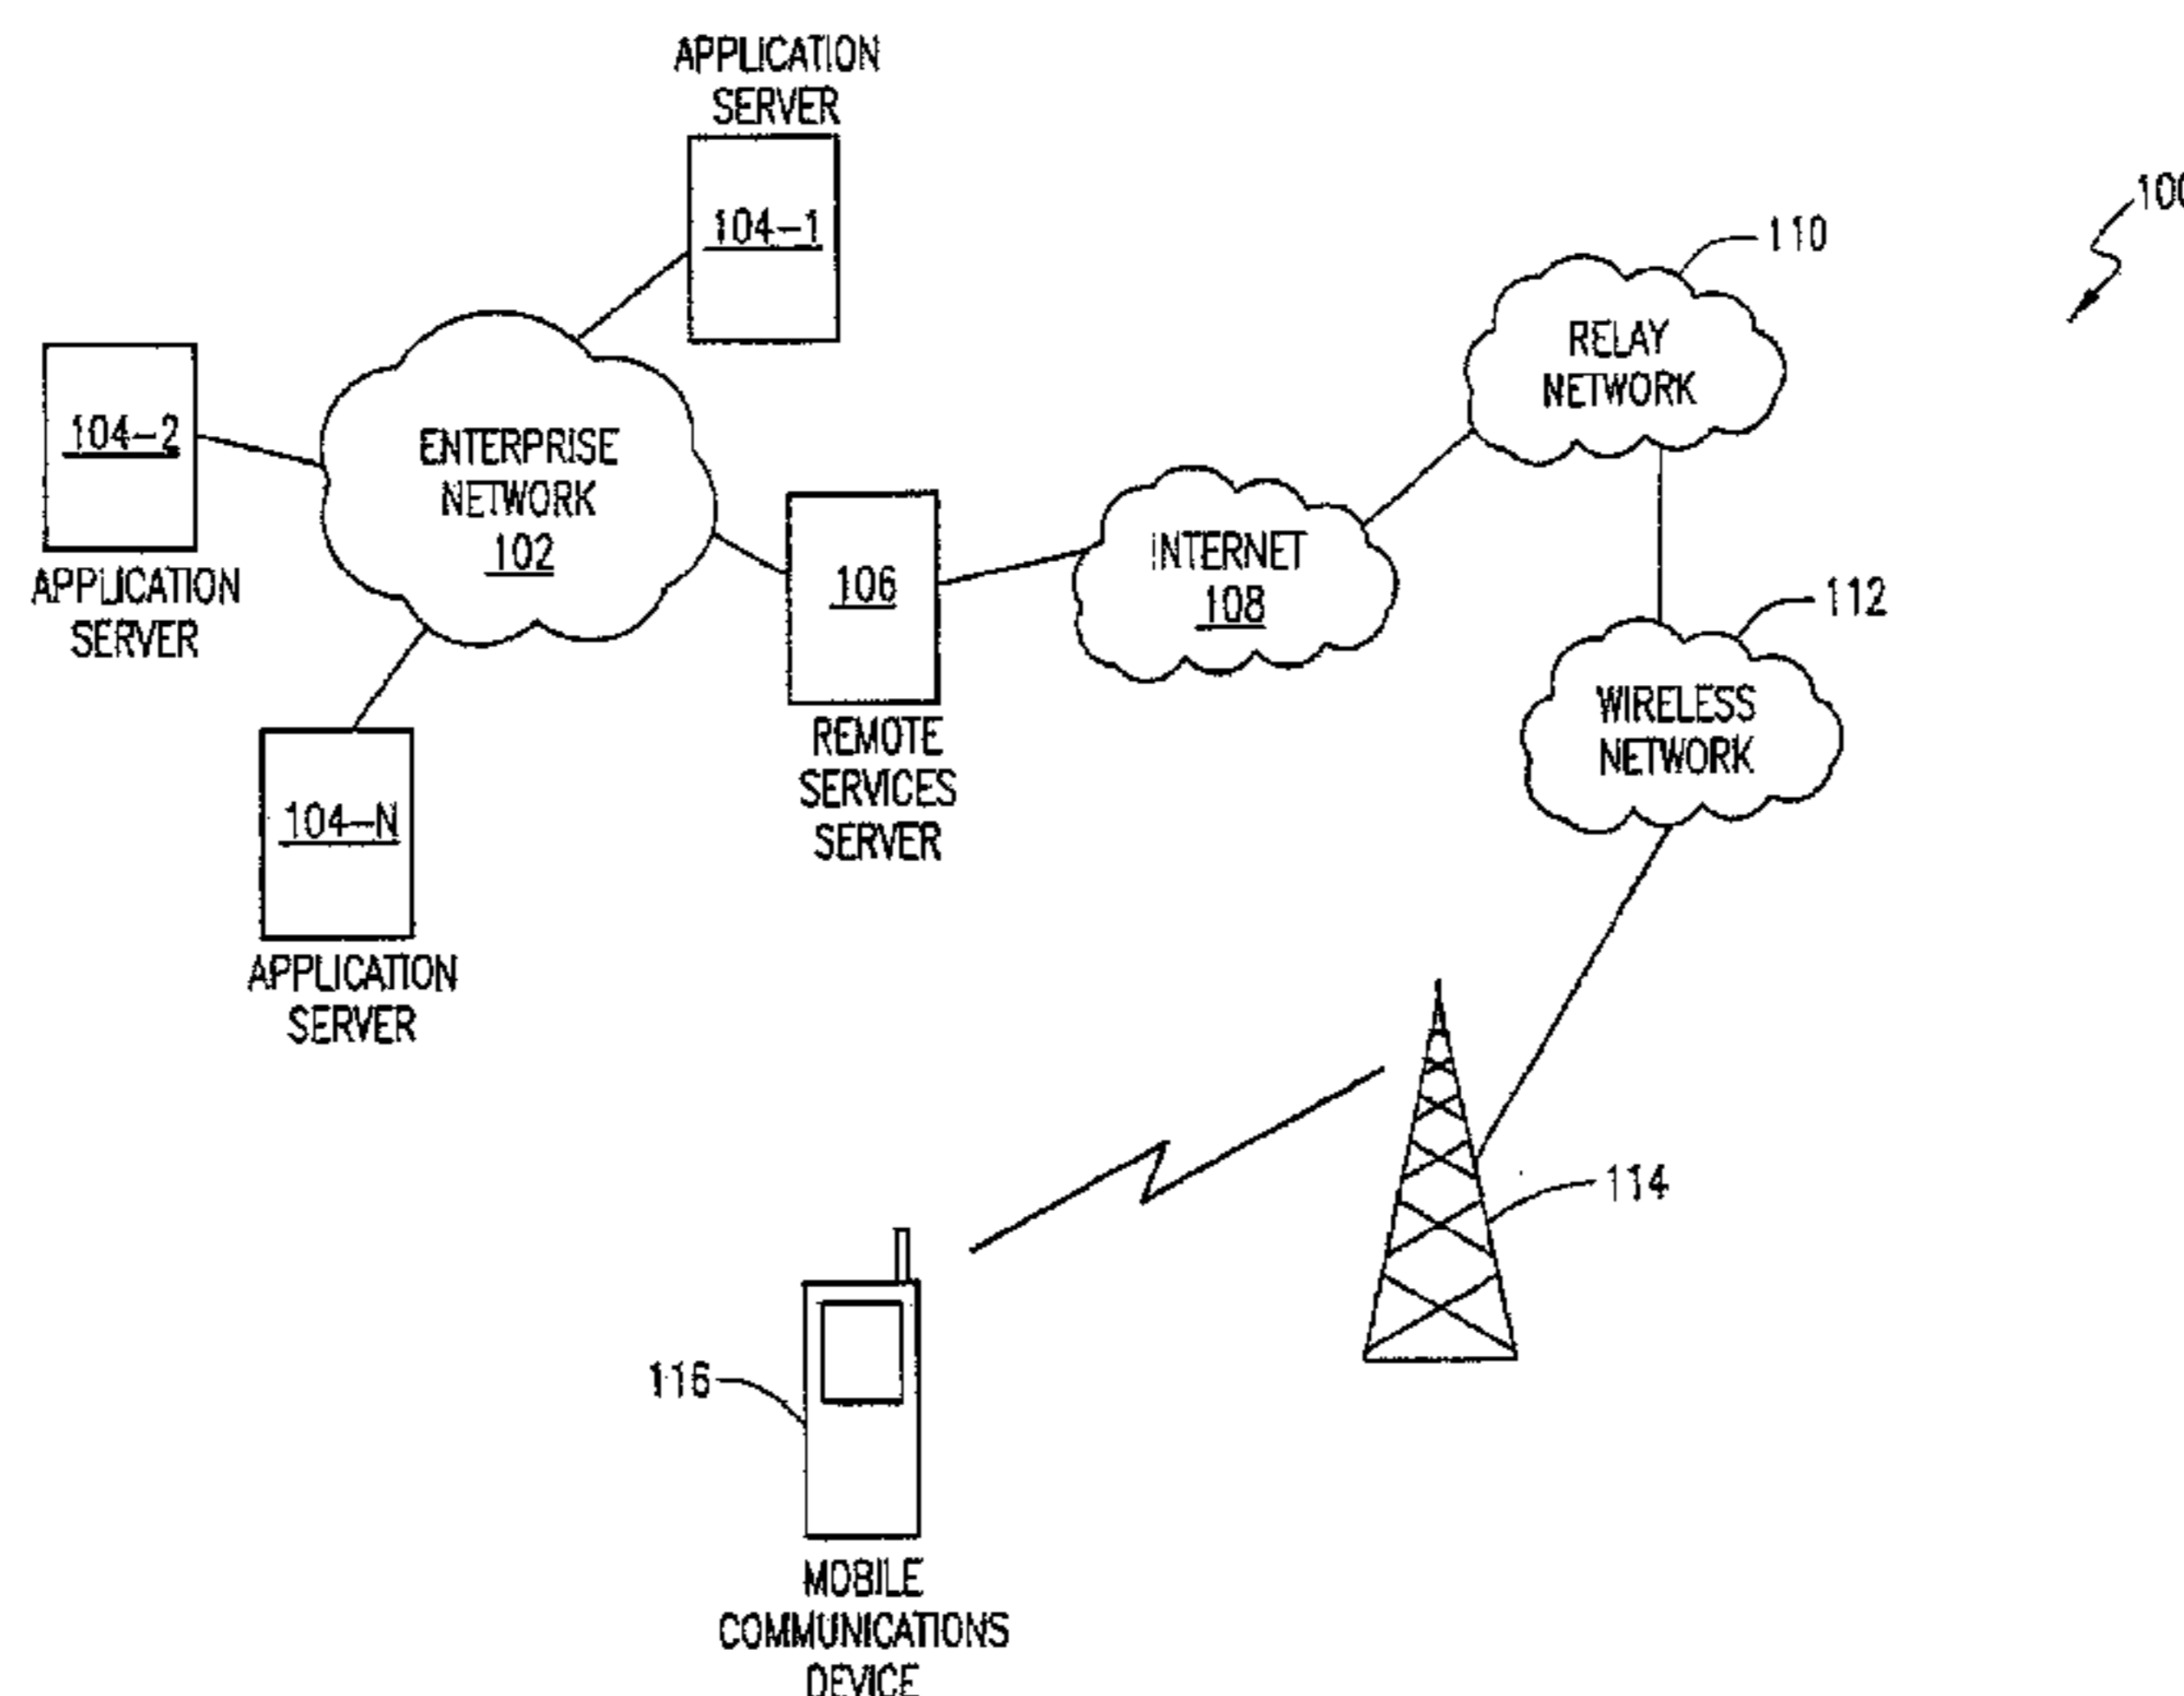 APPLICATION
SERVER
104-1
100
110
RELAY
NETWORK
104-2
APPLICATION
SERVER
ENTERPRISE
NETWORK
102
106
REMOTE
SERVICES
SERVER
INTERNET
108
112
WIRELESS
NETWORK
104-N
APPLICATION
SERVER
114
116
MOBILE
COMMUNICATIONS
DEVICE